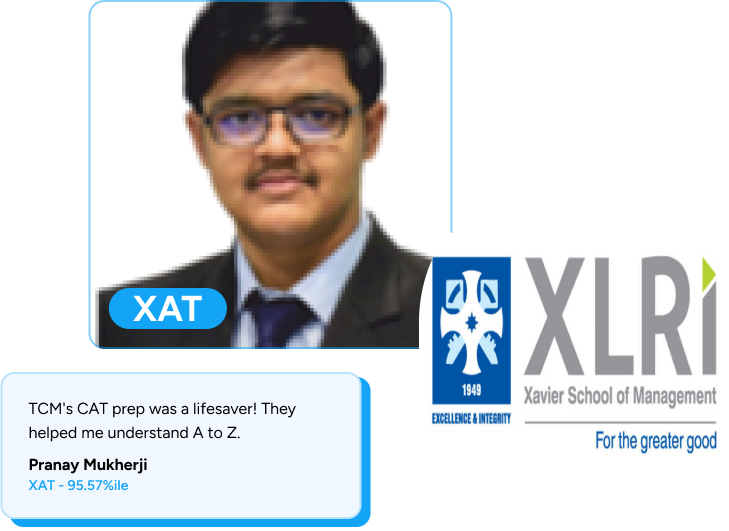 XAT
XLRI
1949
Xavier School of Management
EXCELLENCE & INTEGRITY
For the greater good
TCM's CAT prep was a lifesaver! They
helped me understand A to Z.
Pranay Mukherji
XAT - 95.57%ile